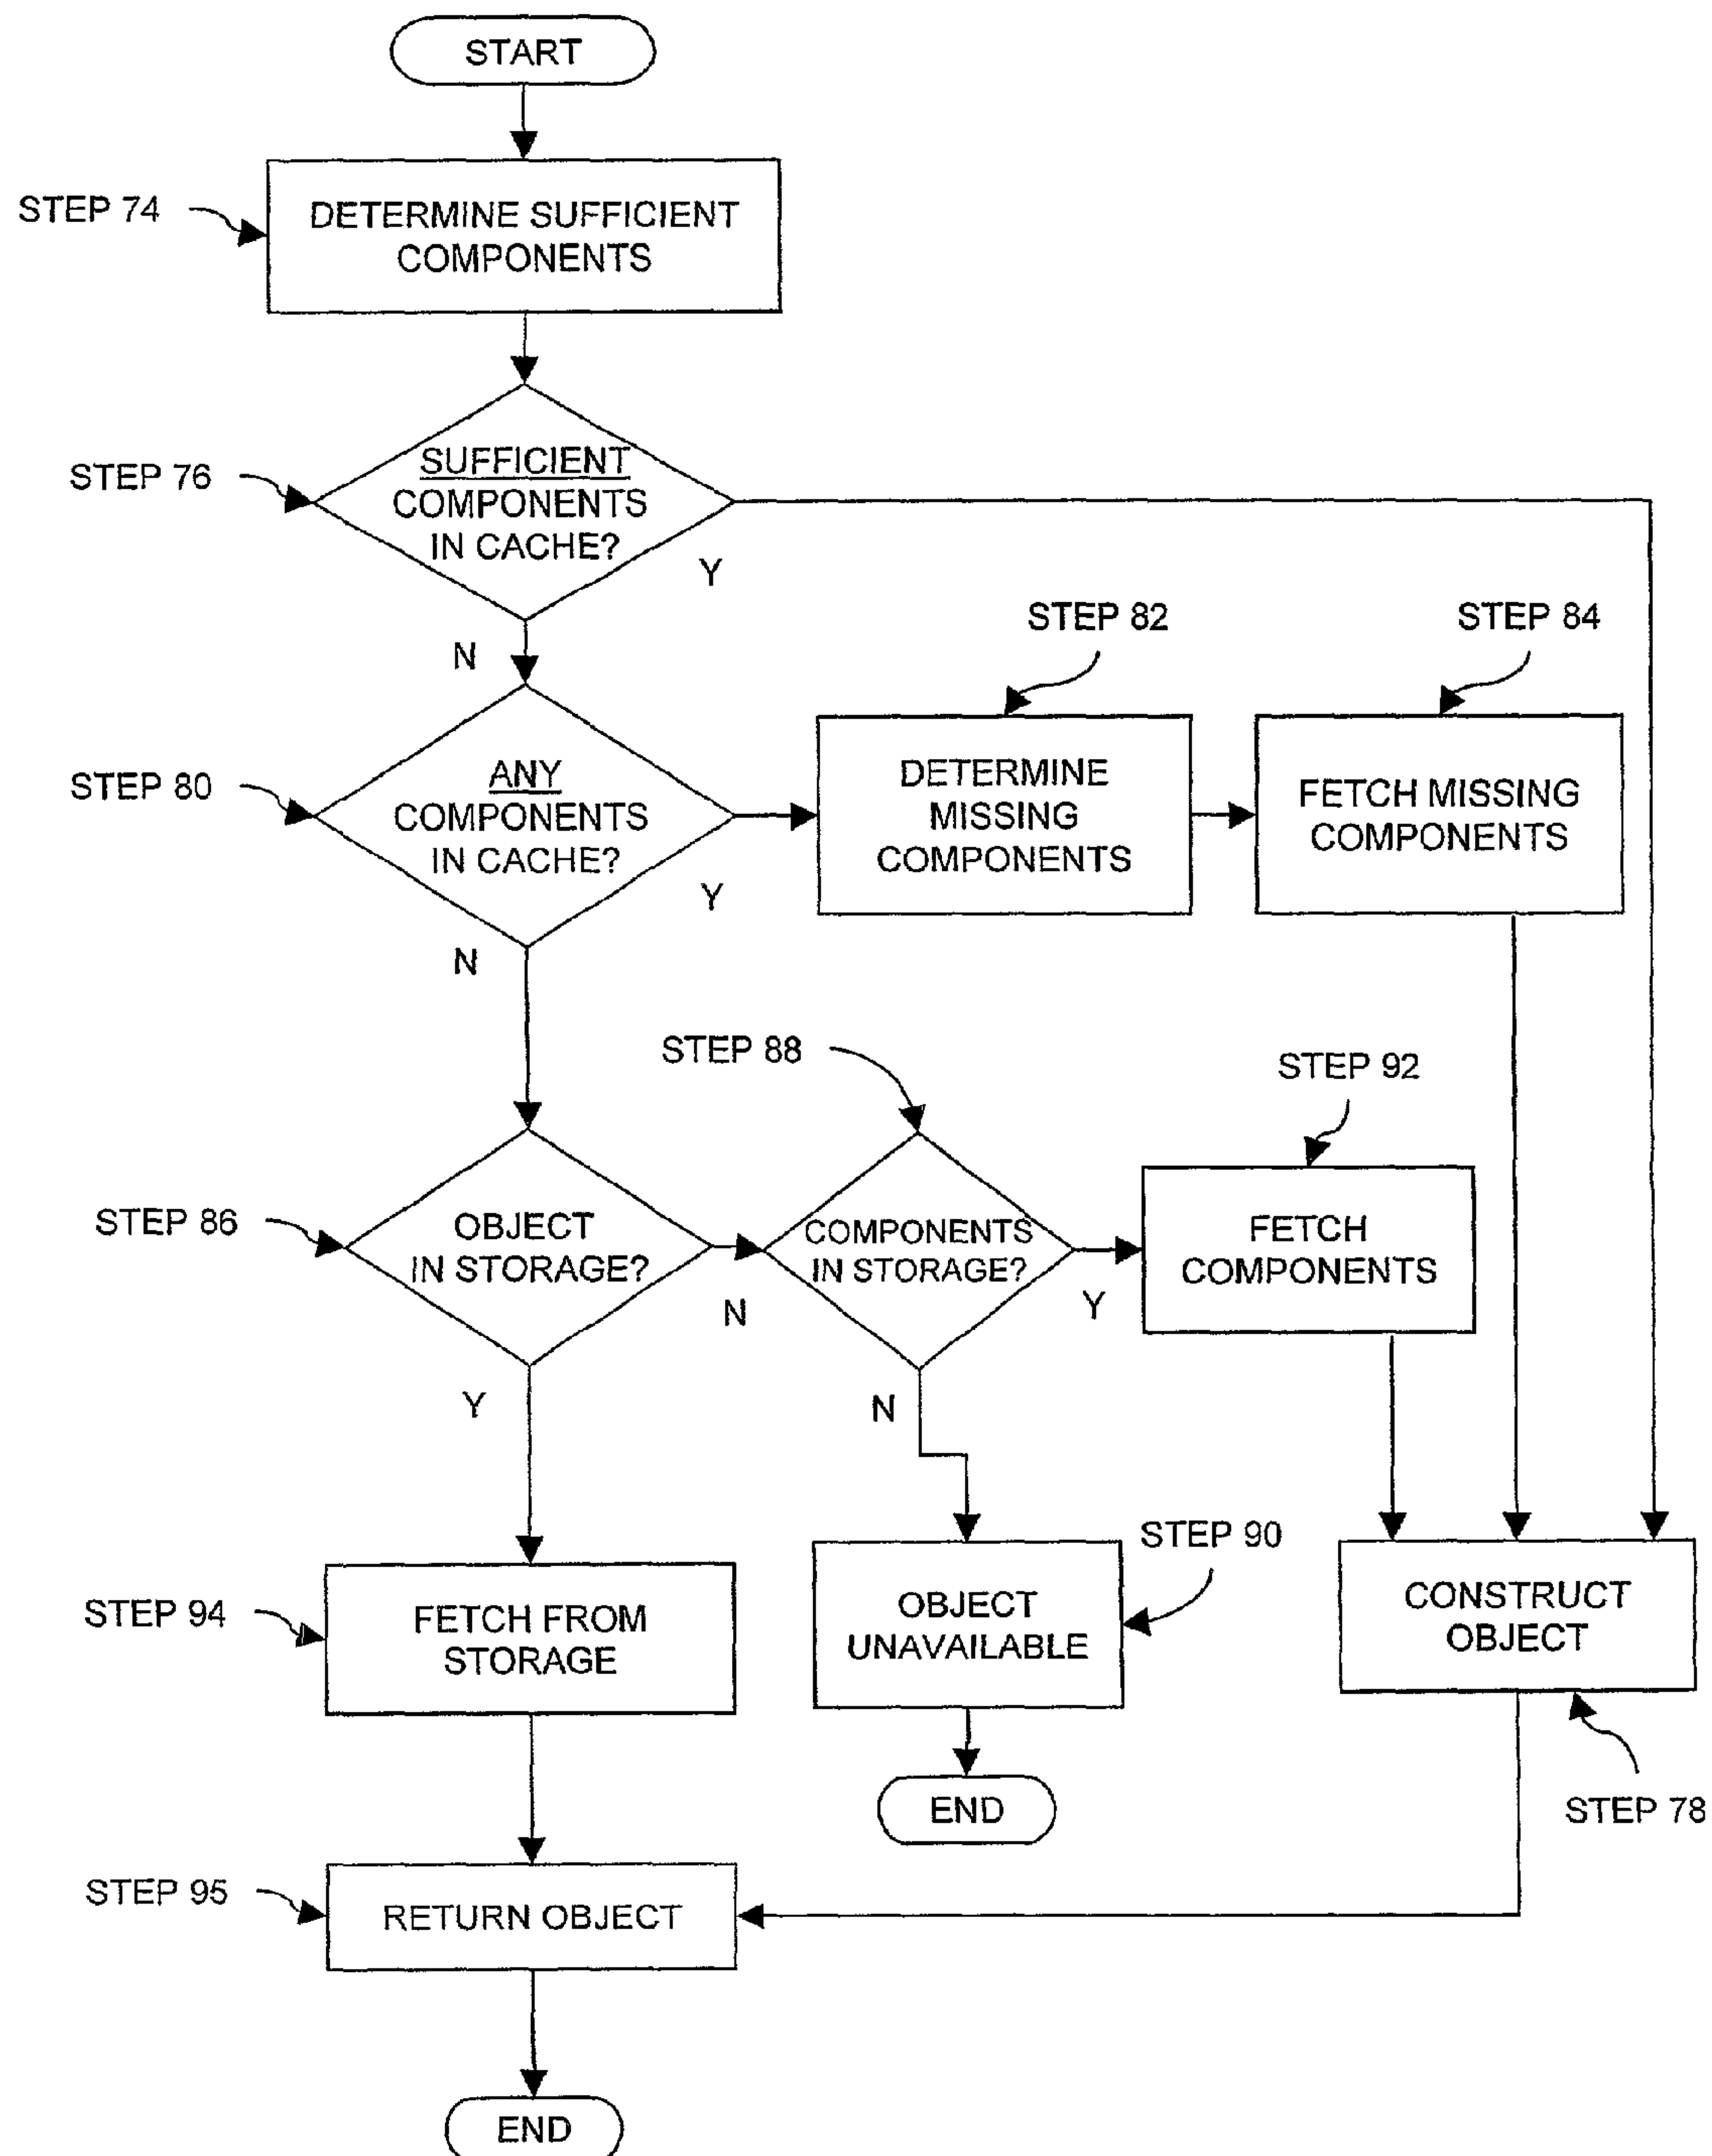 START
STEP 74
DETERMINE SUFFICIENT
COMPONENTS
STEP 76
SUFFICIENT
COMPONENTS
IN CACHE?
Y
N
STEP 80
ANY
COMPONENTS
IN CACHE?
Y
N
STEP 82
DETERMINE
MISSING
COMPONENTS
STEP 84
FETCH MISSING
COMPONENTS
STEP 86
OBJECT
IN STORAGE?
N
Y
STEP 88
COMPONENTS
IN STORAGE?
Y
N
STEP 92
FETCH
COMPONENTS
STEP 94
FETCH FROM
STORAGE
OBJECT
UNAVAILABLE
STEP 90
END
CONSTRUCT
OBJECT
STEP 78
STEP 95
RETURN OBJECT
END